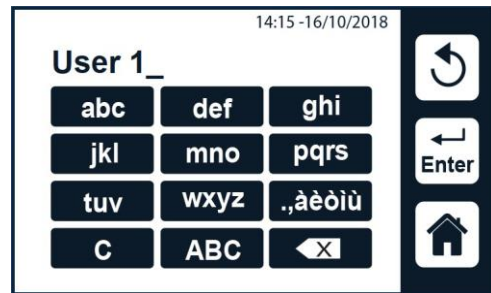 14:15 -16/10/2018
User 1_
abc def ghi
jkl mno pqrs
Enter
tuv wxyz .,àèòìù
C ABC X